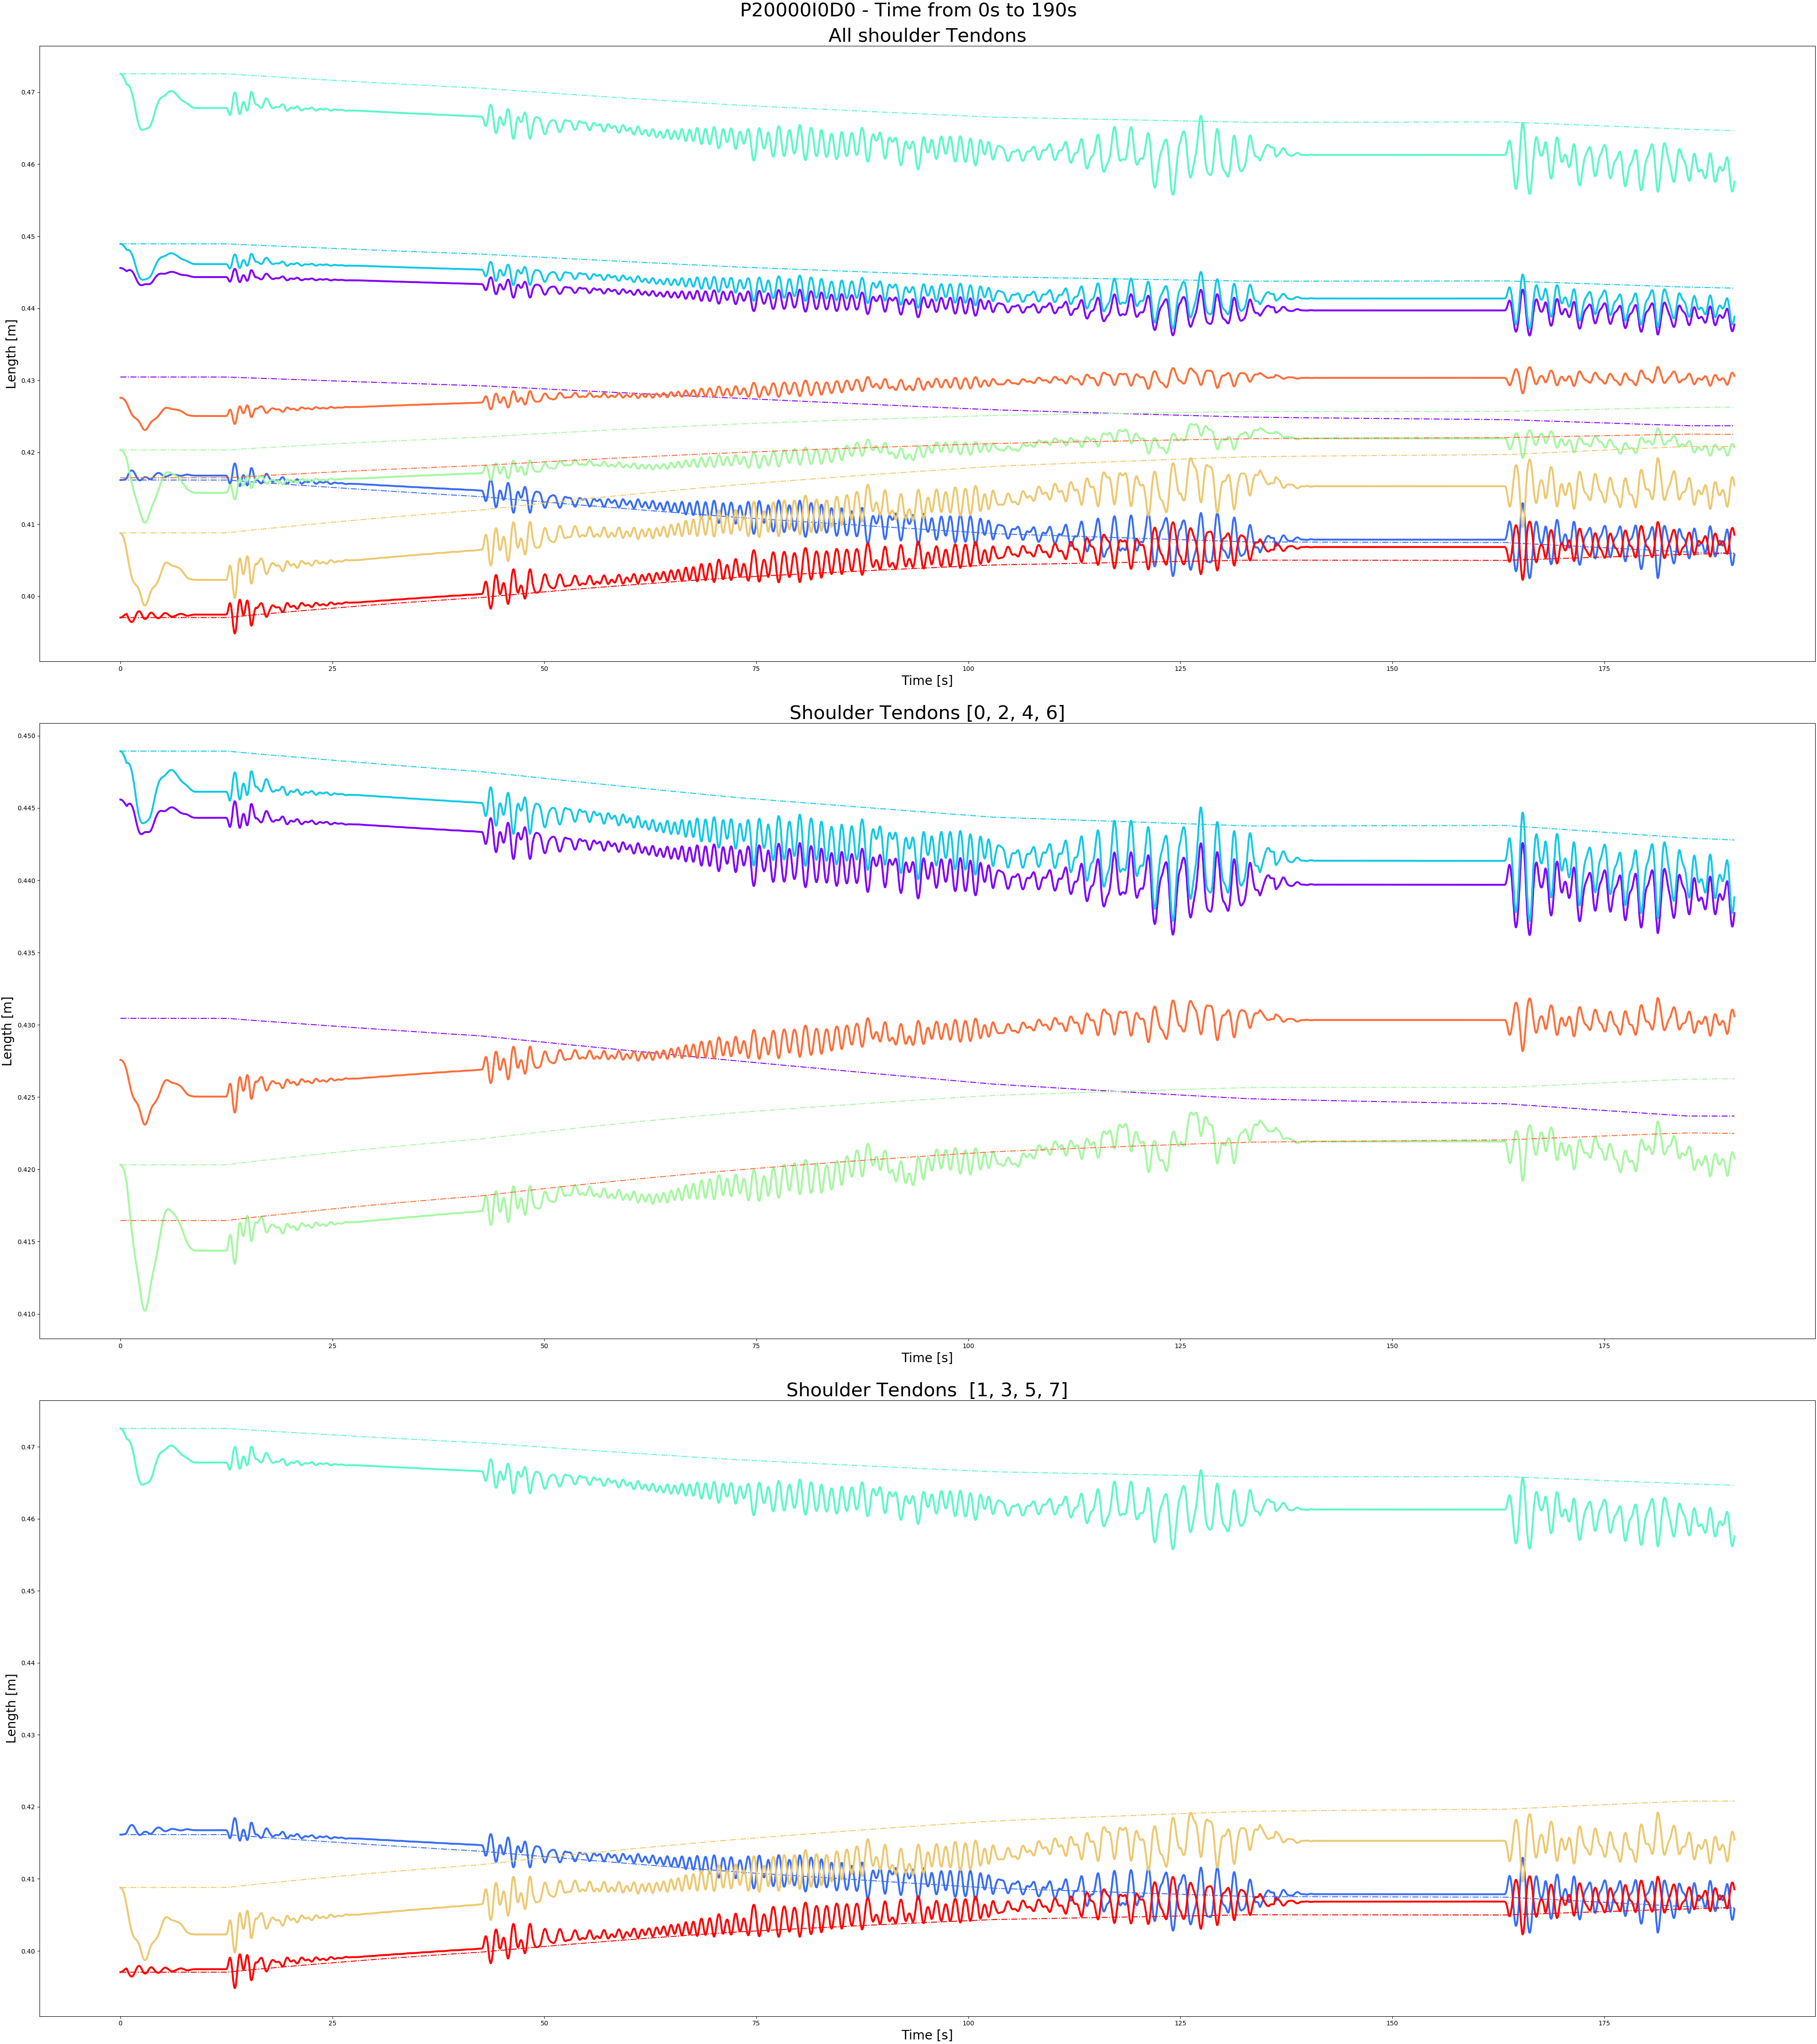 P20000I0D0 - Time from 0s to 190s
All shoulder Tendons
Length [m]
0.47
0.46
0.45
0.44
0.43
0.42
0.41
0.40
0 25 50 75 100 125 150 175
Time [s]
Shoulder Tendons [0, 2, 4, 6]
Length [m]
0.450
0.445
0.440
0.435
0.430
0.425
0.420
0.415
0.410
0 25 50 75 100 125 150 175
Time [s]
Shoulder Tendons  [1, 3, 5, 7]
Length [m]
0.47
0.46
0.45
0.44
0.43
0.42
0.41
0.40
0 25 50 75 100 125 150 175
Time [s]